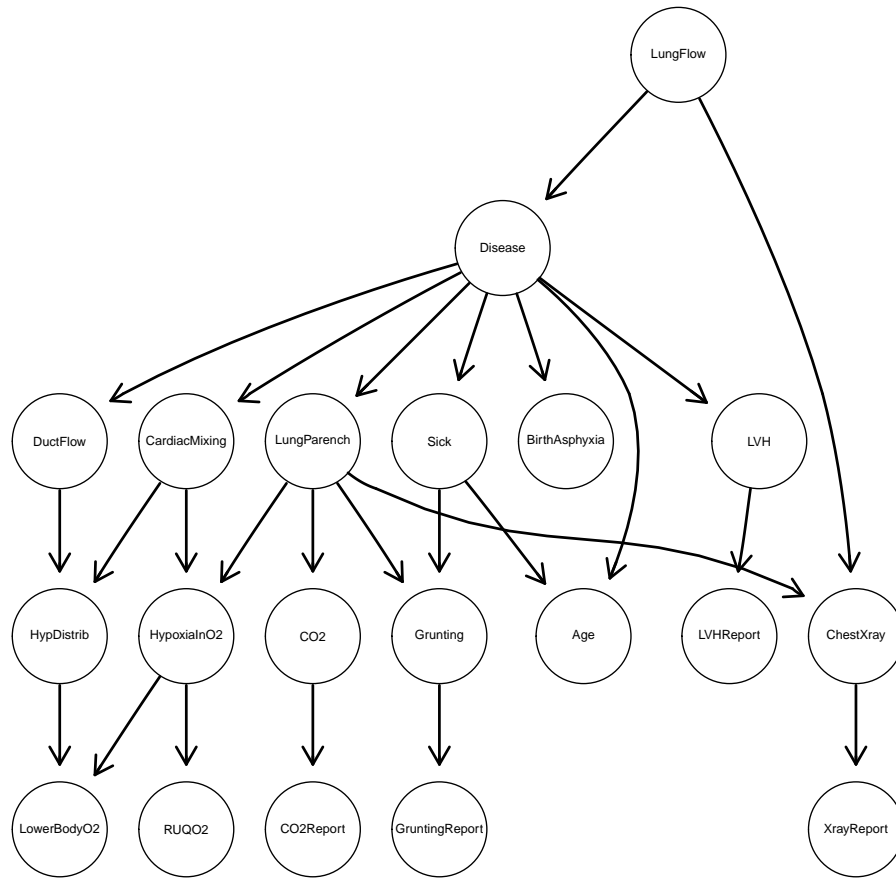 LungFlow
Disease
DuctFlow
CardiacMixing
LungParench
Sick
BirthAsphyxia
LVH
HypDistrib
HypoxiaInO2
CO2
Grunting
Age
LVHReport
ChestXray
LowerBodyO2
RUQO2
CO2Report
GruntingReport
XrayReport